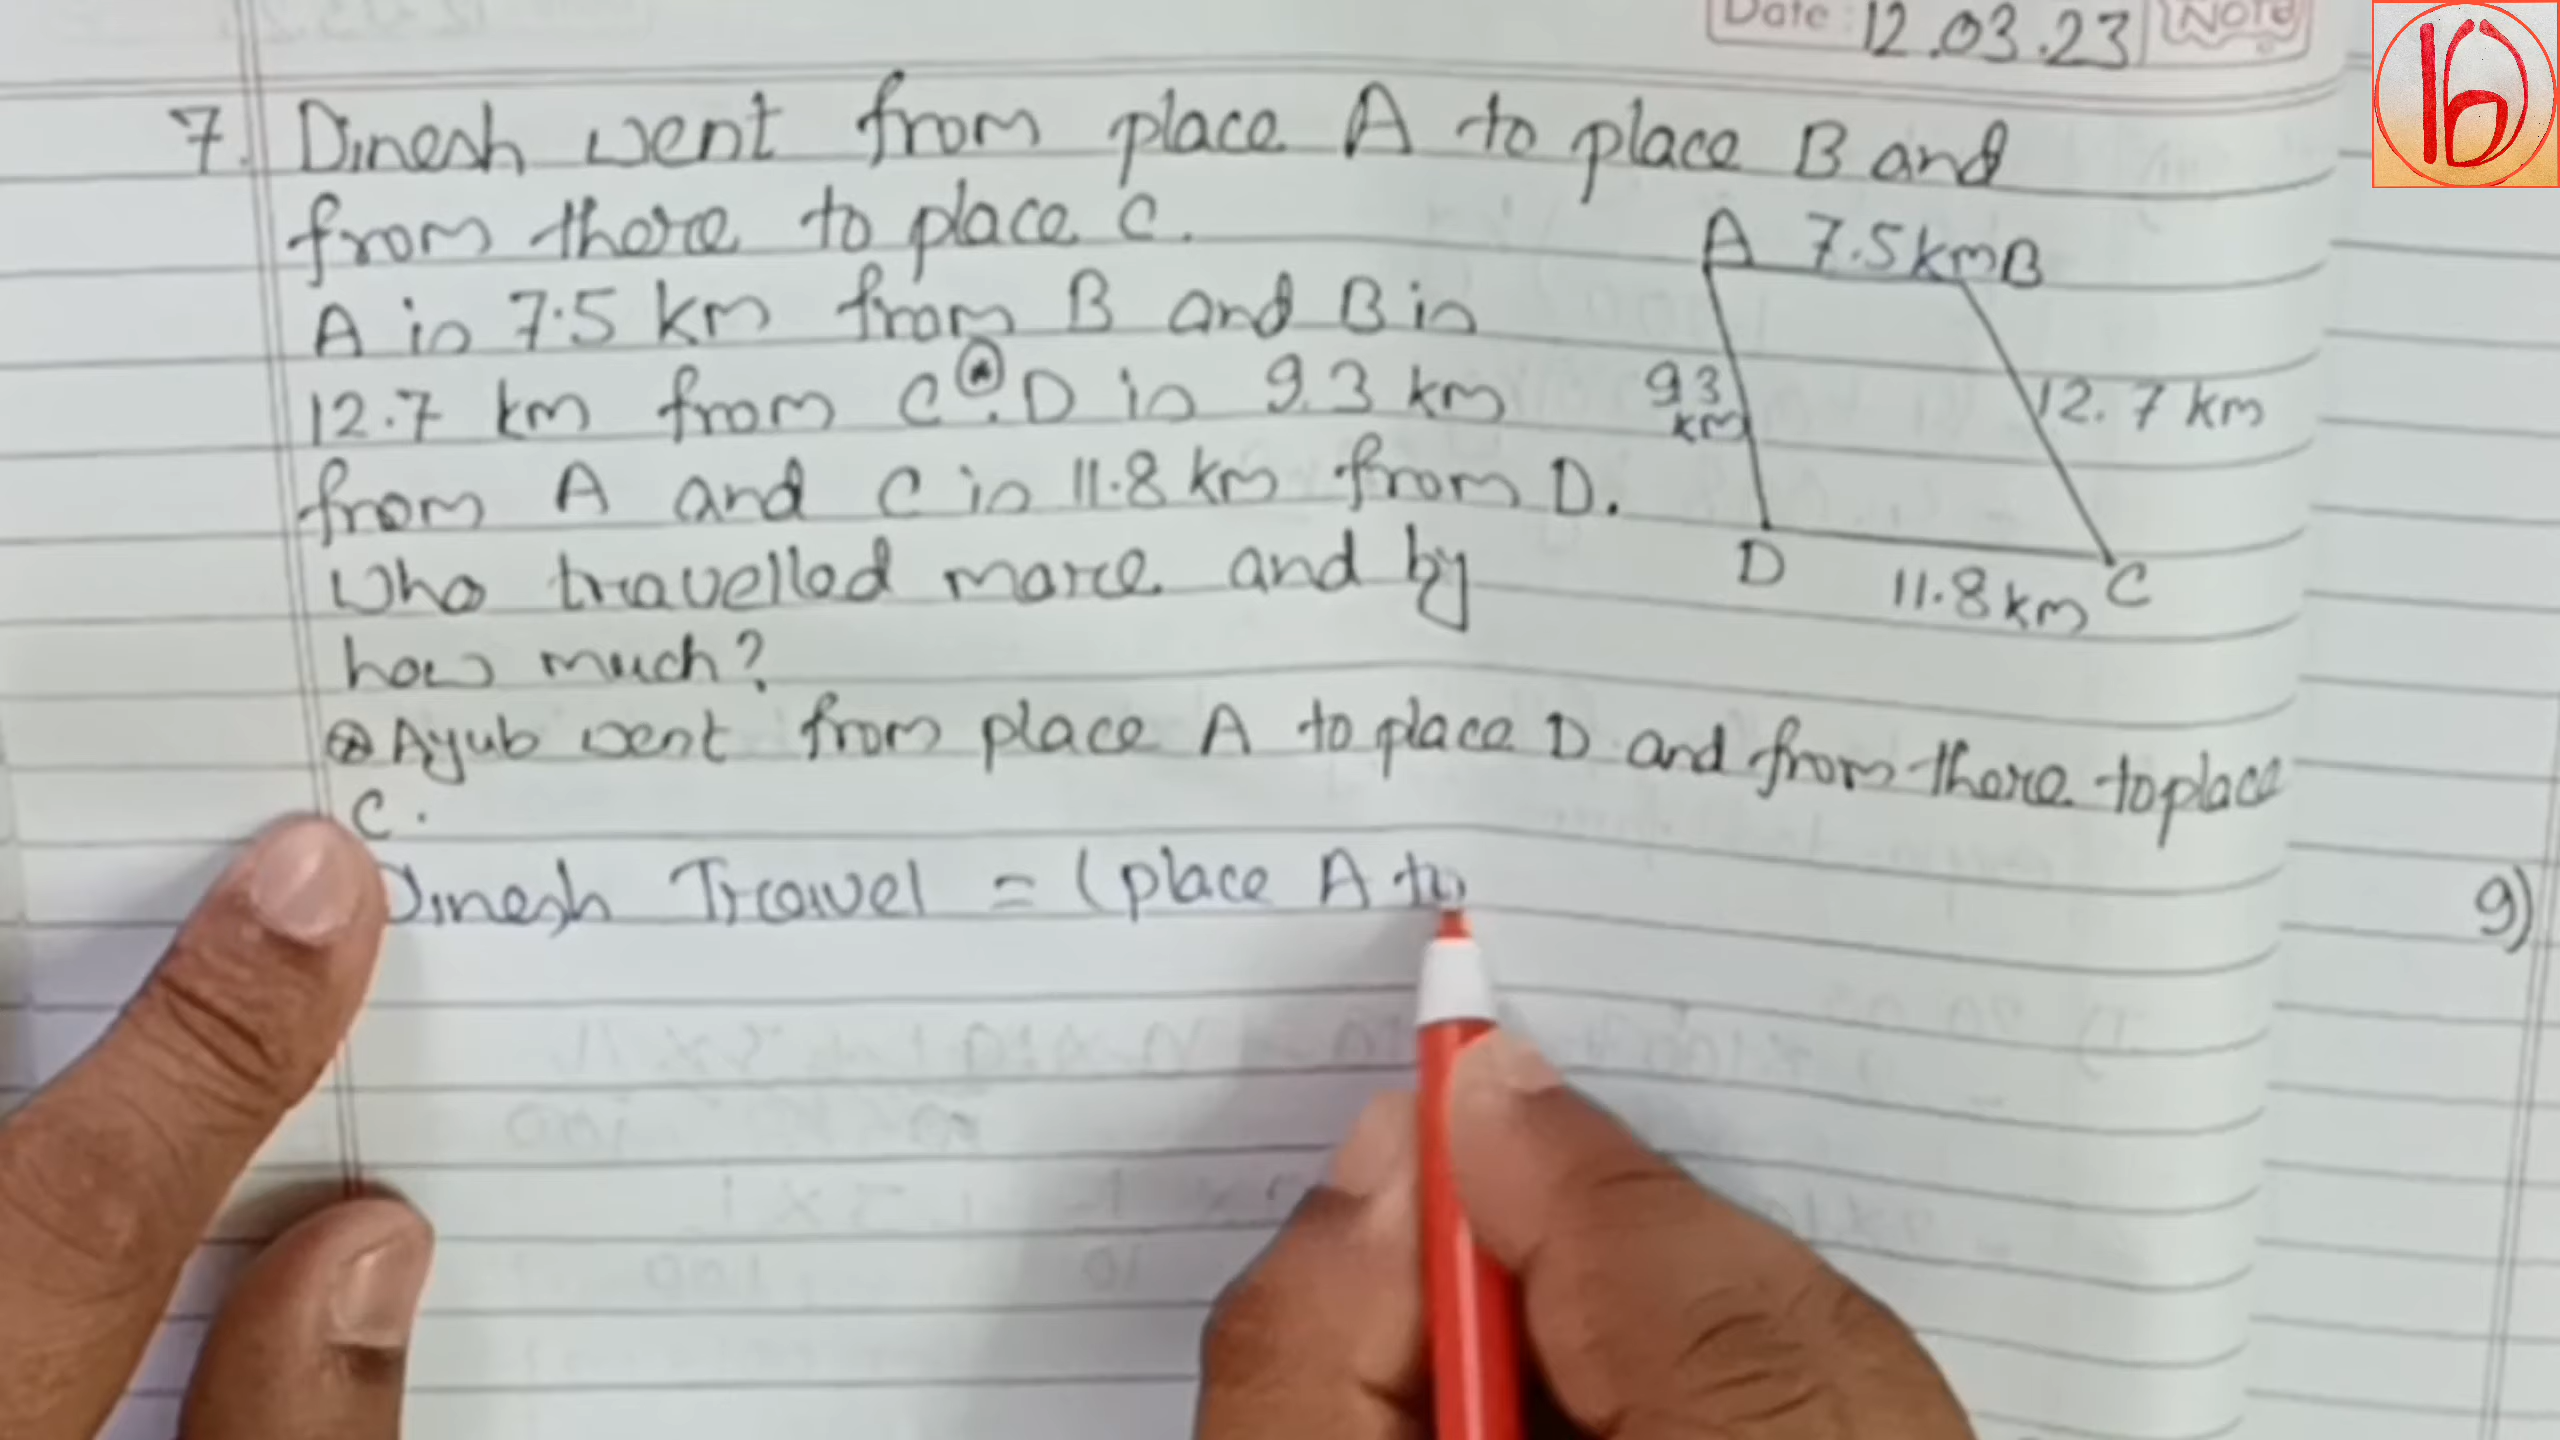 Date: 12.03.23
7. Dinesh went from place A to place B and
from there to place C.
A is 7.5 km from B and B is
12.7 km from C. D is 9.3 km
from A and C is 11.8 km from D.
Who travelled more and by
how much?
Ayub went from place A to place D and from there to place
C.
A 7.5 km B
9.3
km
12.7 km
D
11.8 km C
Dinesh Travel = (place A to
9)